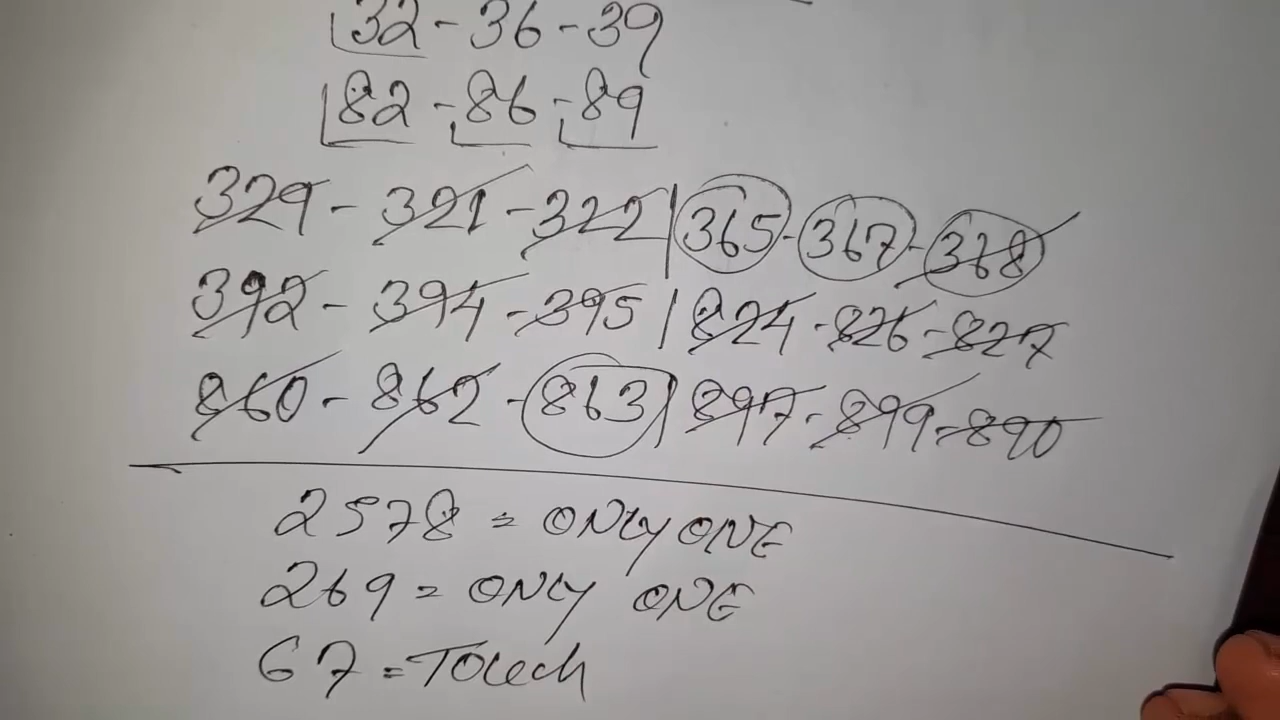 32 - 36 - 39
82 - 86 - 89
329 - 321 - 322 | 365 - 367 - 368
392 - 394 - 395 | 824 - 826 - 827
860 - 862 - 863 | 897 - 899 - 890
2578 = ONLY ONE
269 = ONLY ONE
67 = TOUCH